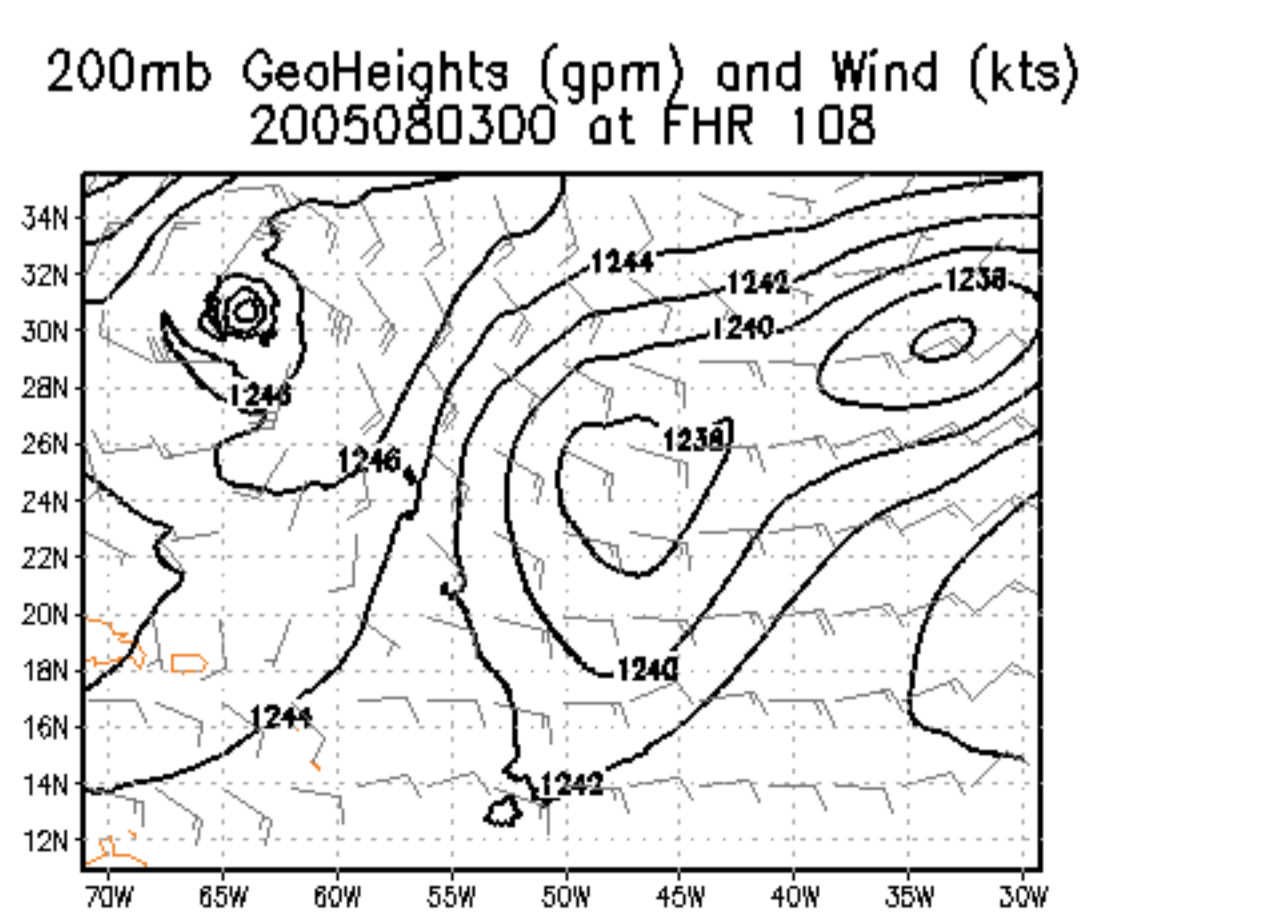 200mb GeoHeights (gpm) and Wind (kts)
2005080300 at FHR 108
34N
32N
30N
28N
26N
24N
22N
20N
18N
16N
14N
12N
1244
1242
1238
1240
1246
1238
1246
1240
1244
1242
70W 65W 60W 55W 50W 45W 40W 35W 30W